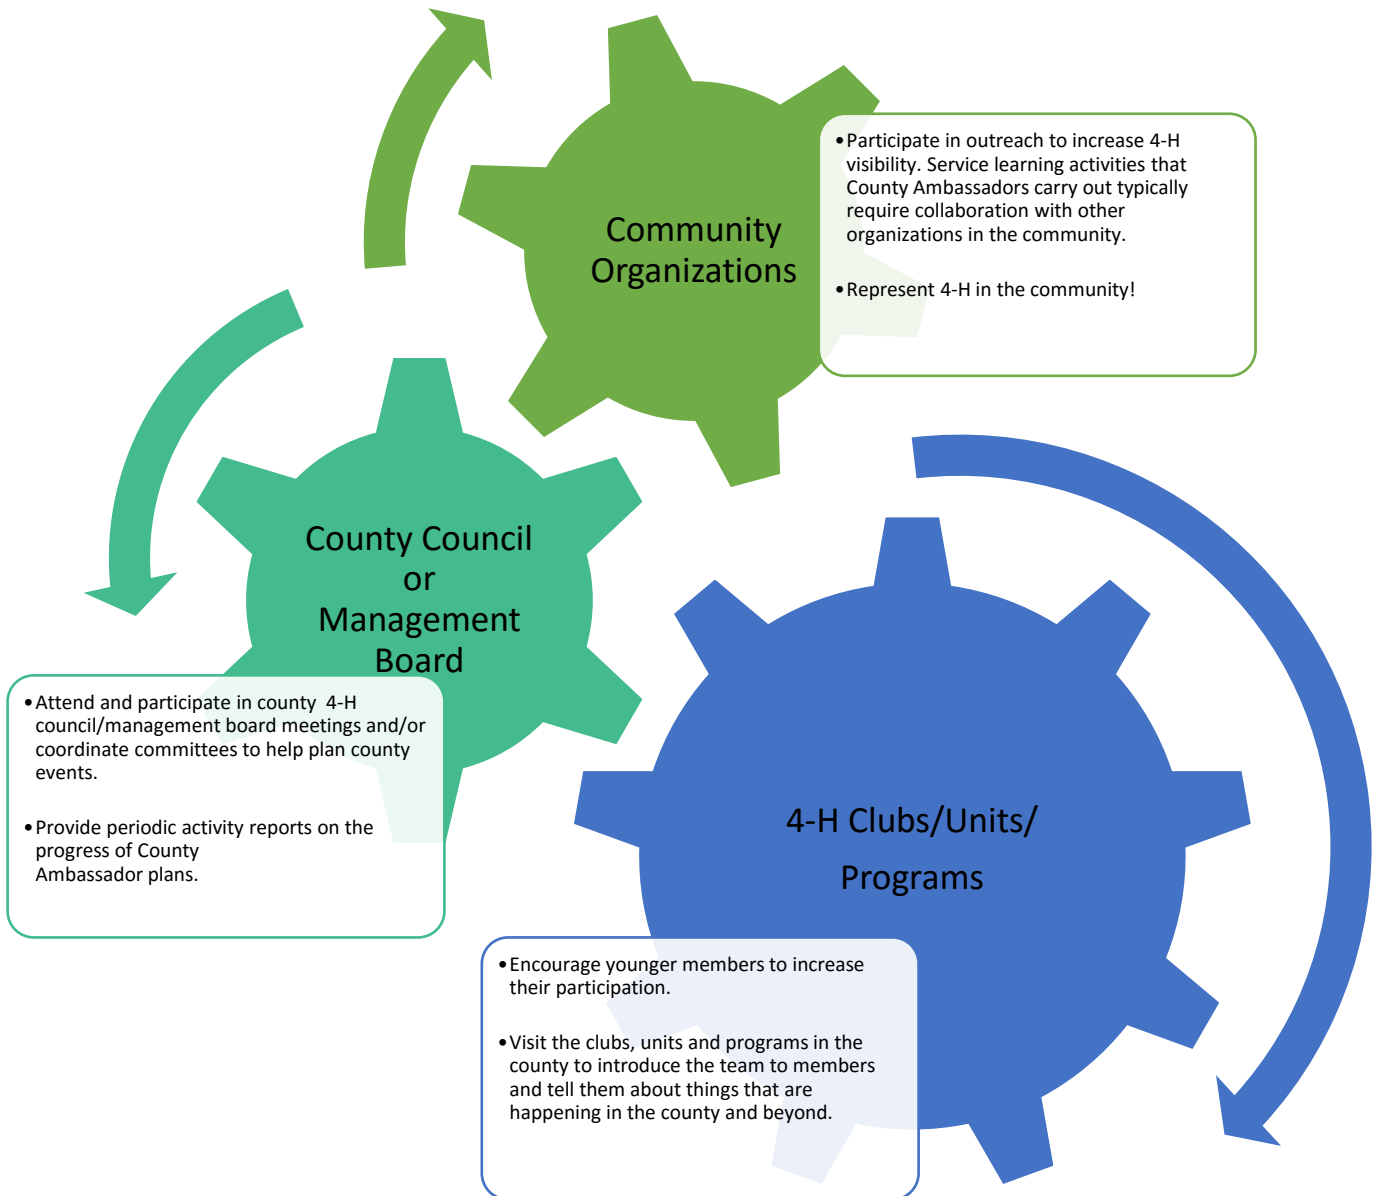 Community
Organizations
•Participate in outreach to increase 4-H
visibility. Service learning activities that
County Ambassadors carry out typically
require collaboration with other
organizations in the community.
•Represent 4-H in the community!
County Council
or
Management
Board
•Attend and participate in county  4-H
council/management board meetings and/or
coordinate committees to help plan county
events.
•Provide periodic activity reports on the
progress of County
Ambassador plans.
4-H Clubs/Units/
Programs
•Encourage younger members to increase
their participation.
•Visit the clubs, units and programs in the
county to introduce the team to members
and tell them about things that are
happening in the county and beyond.